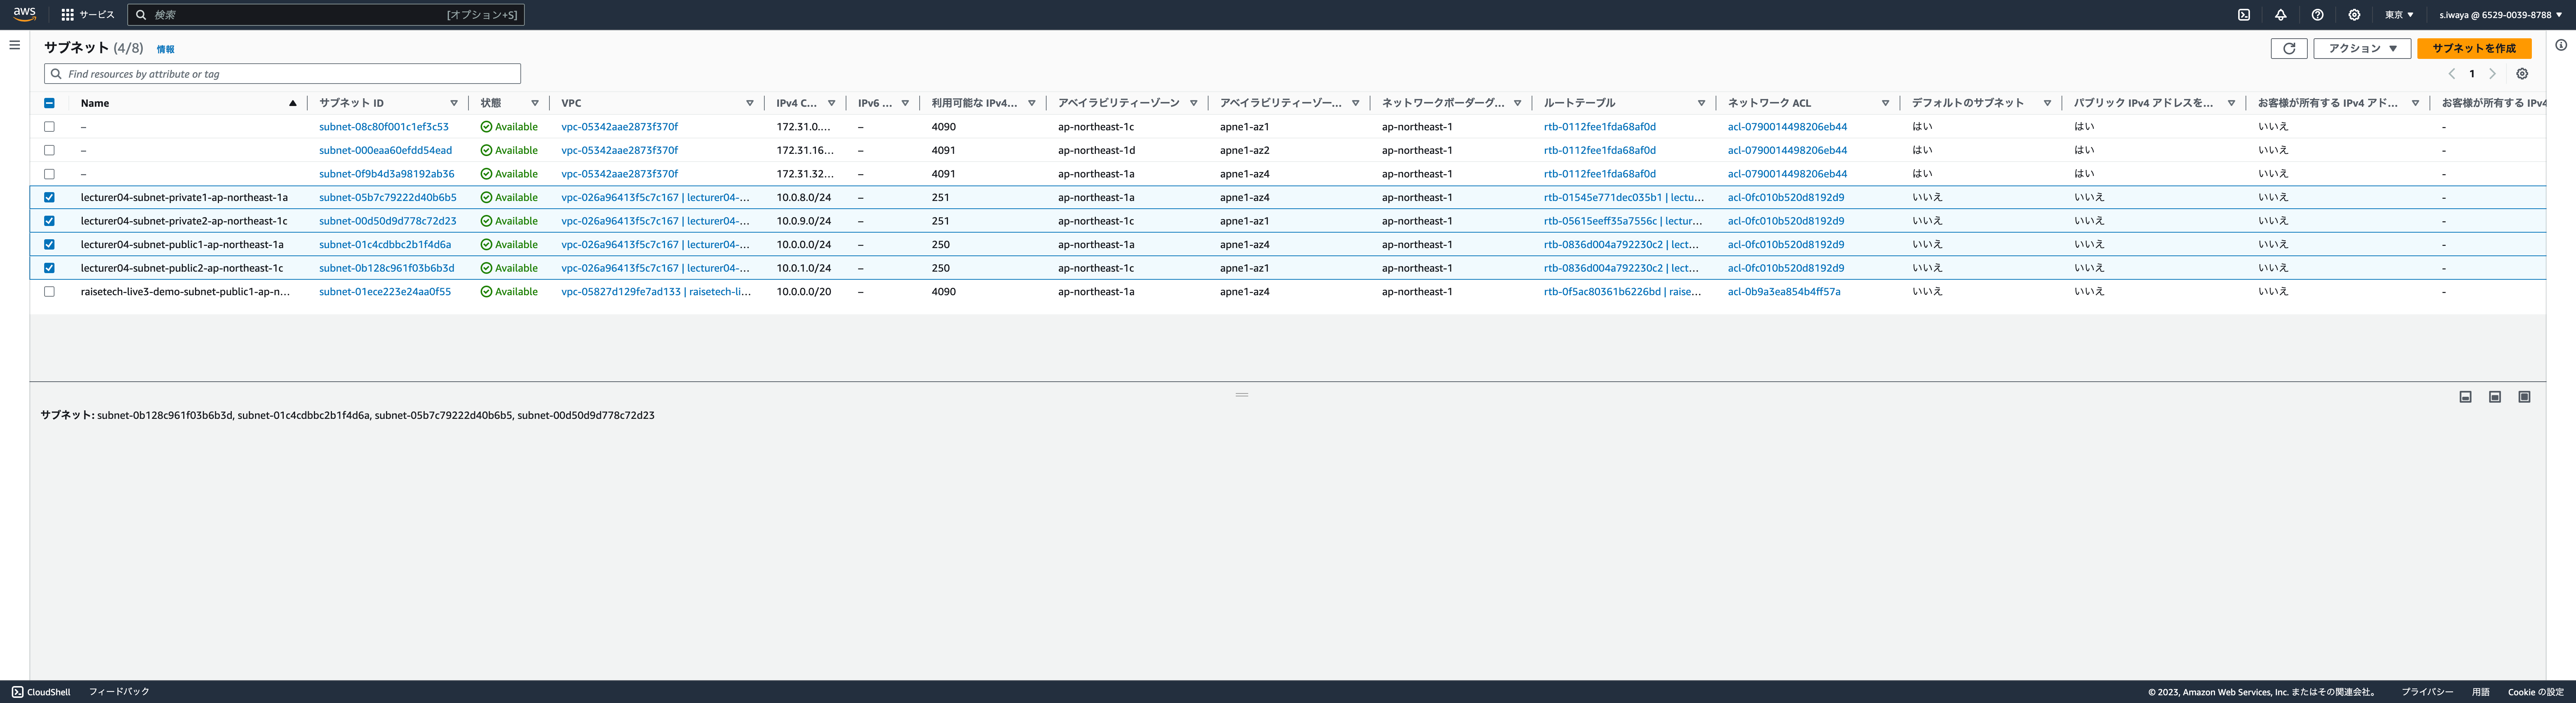 aws サービス 検索 [オプション+S] 東京 ▼ s.iwaya @ 6529-0039-8788 ▼
サブネット (4/8) 情報 アクション ▼ サブネットを作成
Find resources by attribute or tag 1
Name サブネット ID 状態 VPC IPv4 C... IPv6 ... 利用可能な IPv4... アベイラビリティーゾーン アベイラビリティーゾー... ネットワークボーダーグ... ルートテーブル ネットワーク ACL デフォルトのサブネット パブリック IPv4 アドレスを... お客様が所有する IPv4 アド... お客様が所有する IPv4
– subnet-08c80f001c1ef3c53 Available vpc-05342aae2873f370f 172.31.0.... – 4090 ap-northeast-1c apne1-az1 ap-northeast-1 rtb-0112fee1fda68af0d acl-0790014498206eb44 はい はい いいえ -
– subnet-000eaa60efdd54ead Available vpc-05342aae2873f370f 172.31.16... – 4091 ap-northeast-1d apne1-az2 ap-northeast-1 rtb-0112fee1fda68af0d acl-0790014498206eb44 はい はい いいえ -
– subnet-0f9b4d3a98192ab36 Available vpc-05342aae2873f370f 172.31.32... – 4091 ap-northeast-1a apne1-az4 ap-northeast-1 rtb-0112fee1fda68af0d acl-0790014498206eb44 はい はい いいえ -
lecturer04-subnet-private1-ap-northeast-1a subnet-05b7c79222d40b6b5 Available vpc-026a96413f5c7c167 | lecturer04-... 10.0.8.0/24 – 251 ap-northeast-1a apne1-az4 ap-northeast-1 rtb-01545e771dec035b1 | lectu... acl-0fc010b520d8192d9 いいえ いいえ いいえ -
lecturer04-subnet-private2-ap-northeast-1c subnet-00d50d9d778c72d23 Available vpc-026a96413f5c7c167 | lecturer04-... 10.0.9.0/24 – 251 ap-northeast-1c apne1-az1 ap-northeast-1 rtb-05615eeff35a7556c | lectur... acl-0fc010b520d8192d9 いいえ いいえ いいえ -
lecturer04-subnet-public1-ap-northeast-1a subnet-01c4cdbbc2b1f4d6a Available vpc-026a96413f5c7c167 | lecturer04-... 10.0.0.0/24 – 250 ap-northeast-1a apne1-az4 ap-northeast-1 rtb-0836d004a792230c2 | lect... acl-0fc010b520d8192d9 いいえ いいえ いいえ -
lecturer04-subnet-public2-ap-northeast-1c subnet-0b128c961f03b6b3d Available vpc-026a96413f5c7c167 | lecturer04-... 10.0.1.0/24 – 250 ap-northeast-1c apne1-az1 ap-northeast-1 rtb-0836d004a792230c2 | lect... acl-0fc010b520d8192d9 いいえ いいえ いいえ -
raisetech-live3-demo-subnet-public1-ap-n... subnet-01ece223e24aa0f55 Available vpc-05827d129fe7ad133 | raisetech-li... 10.0.0.0/20 – 4090 ap-northeast-1a apne1-az4 ap-northeast-1 rtb-0f5ac80361b6226bd | raise... acl-0b9a3ea854b4ff57a いいえ いいえ いいえ -
サブネット: subnet-0b128c961f03b6b3d, subnet-01c4cdbbc2b1f4d6a, subnet-05b7c79222d40b6b5, subnet-00d50d9d778c72d23
CloudShell フィードバック © 2023, Amazon Web Services, Inc. またはその関連会社。 プライバシー 用語 Cookie の設定